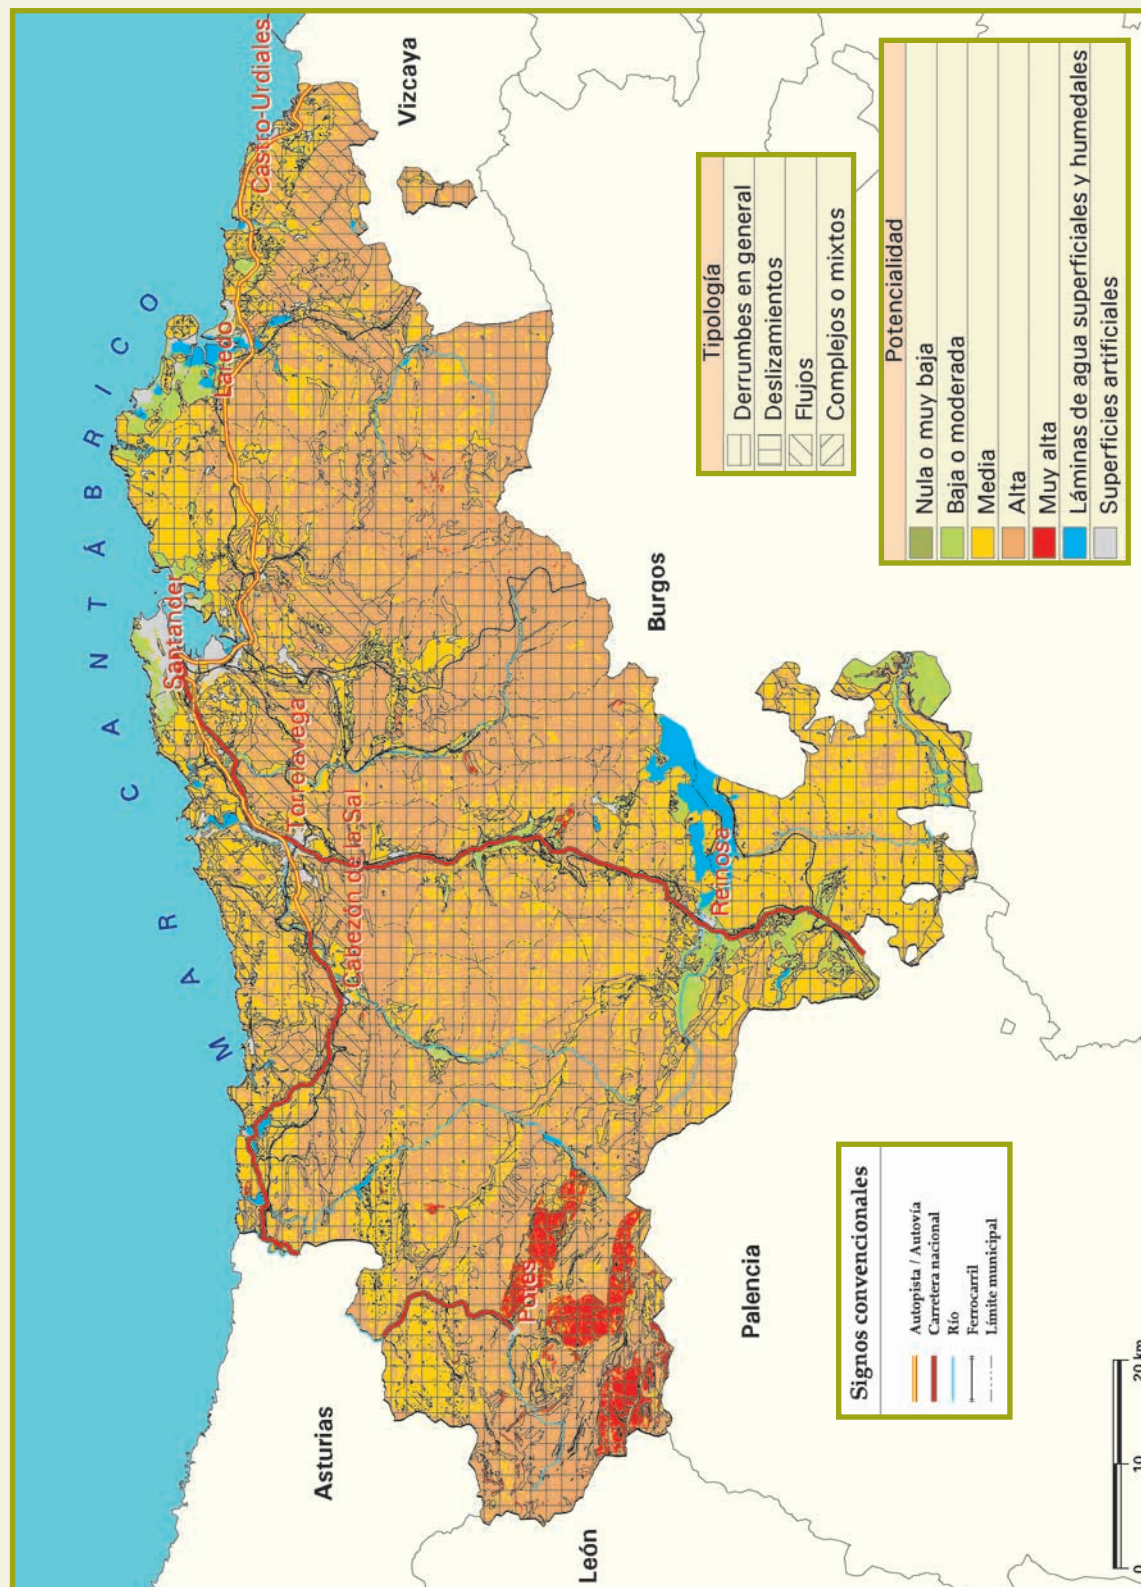 MAR CANTÁBRICO
Castro-Urdiales
Laredo
Santander
Torrelavega
Cabezón de la Sal
Reinosa
Potes
Vizcaya
Burgos
Palencia
León
Asturias
Tipología
Derrumbes en general
Deslizamientos
Flujos
Complejos o mixtos
Potencialidad
Nula o muy baja
Baja o moderada
Media
Alta
Muy alta
Láminas de agua superficiales y humedales
Superficies artificiales
Signos convencionales
Autopista / Autovía
Carretera nacional
Río
Ferrocarril
Límite municipal
0 10 20 km